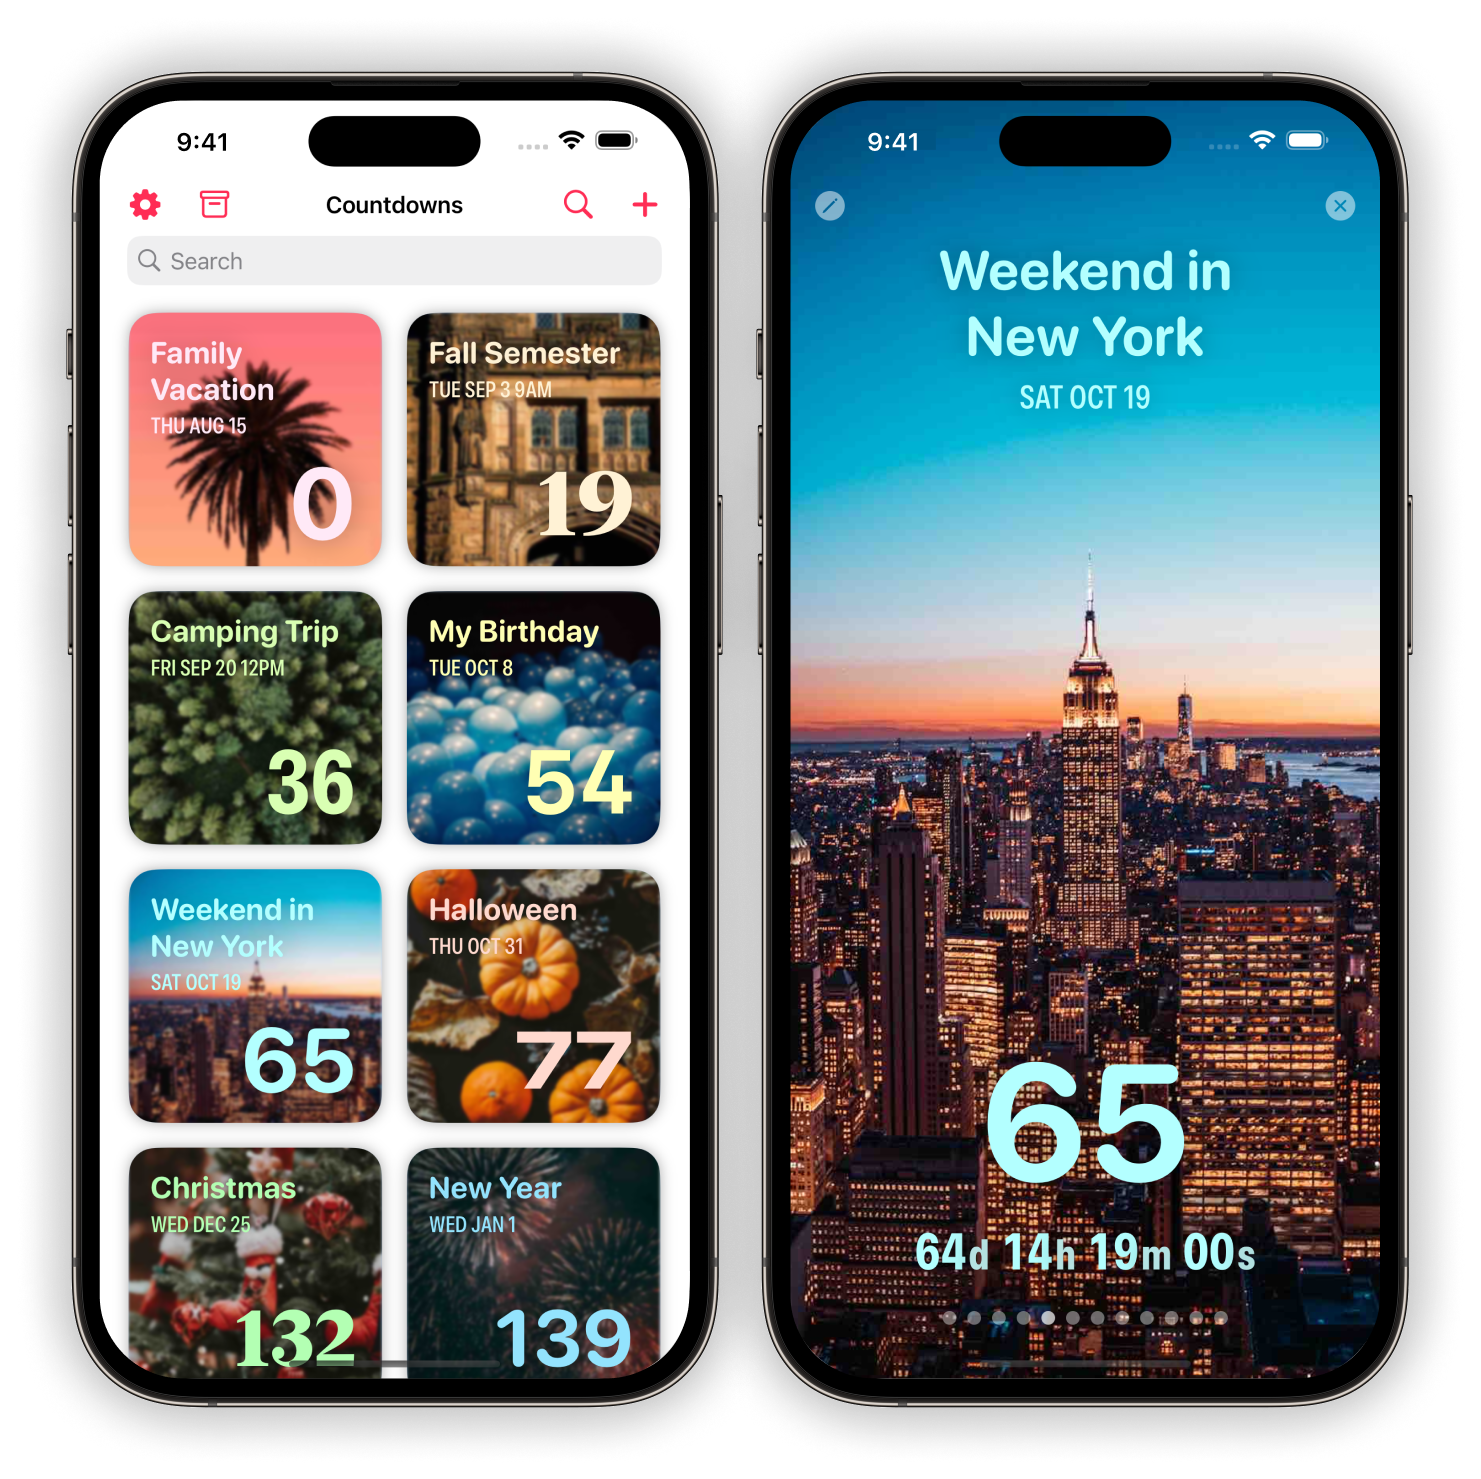 9:41
Countdowns
Search
Family
Vacation
THU AUG 15
0
Fall Semester
TUE SEP 3 9AM
19
Camping Trip
FRI SEP 20 12PM
36
My Birthday
TUE OCT 8
54
Weekend in
New York
SAT OCT 19
65
Halloween
THU OCT 31
77
Christmas
WED DEC 25
132
New Year
WED JAN 1
139
9:41
Weekend in
New York
SAT OCT 19
65
64d 14h 19m 00s